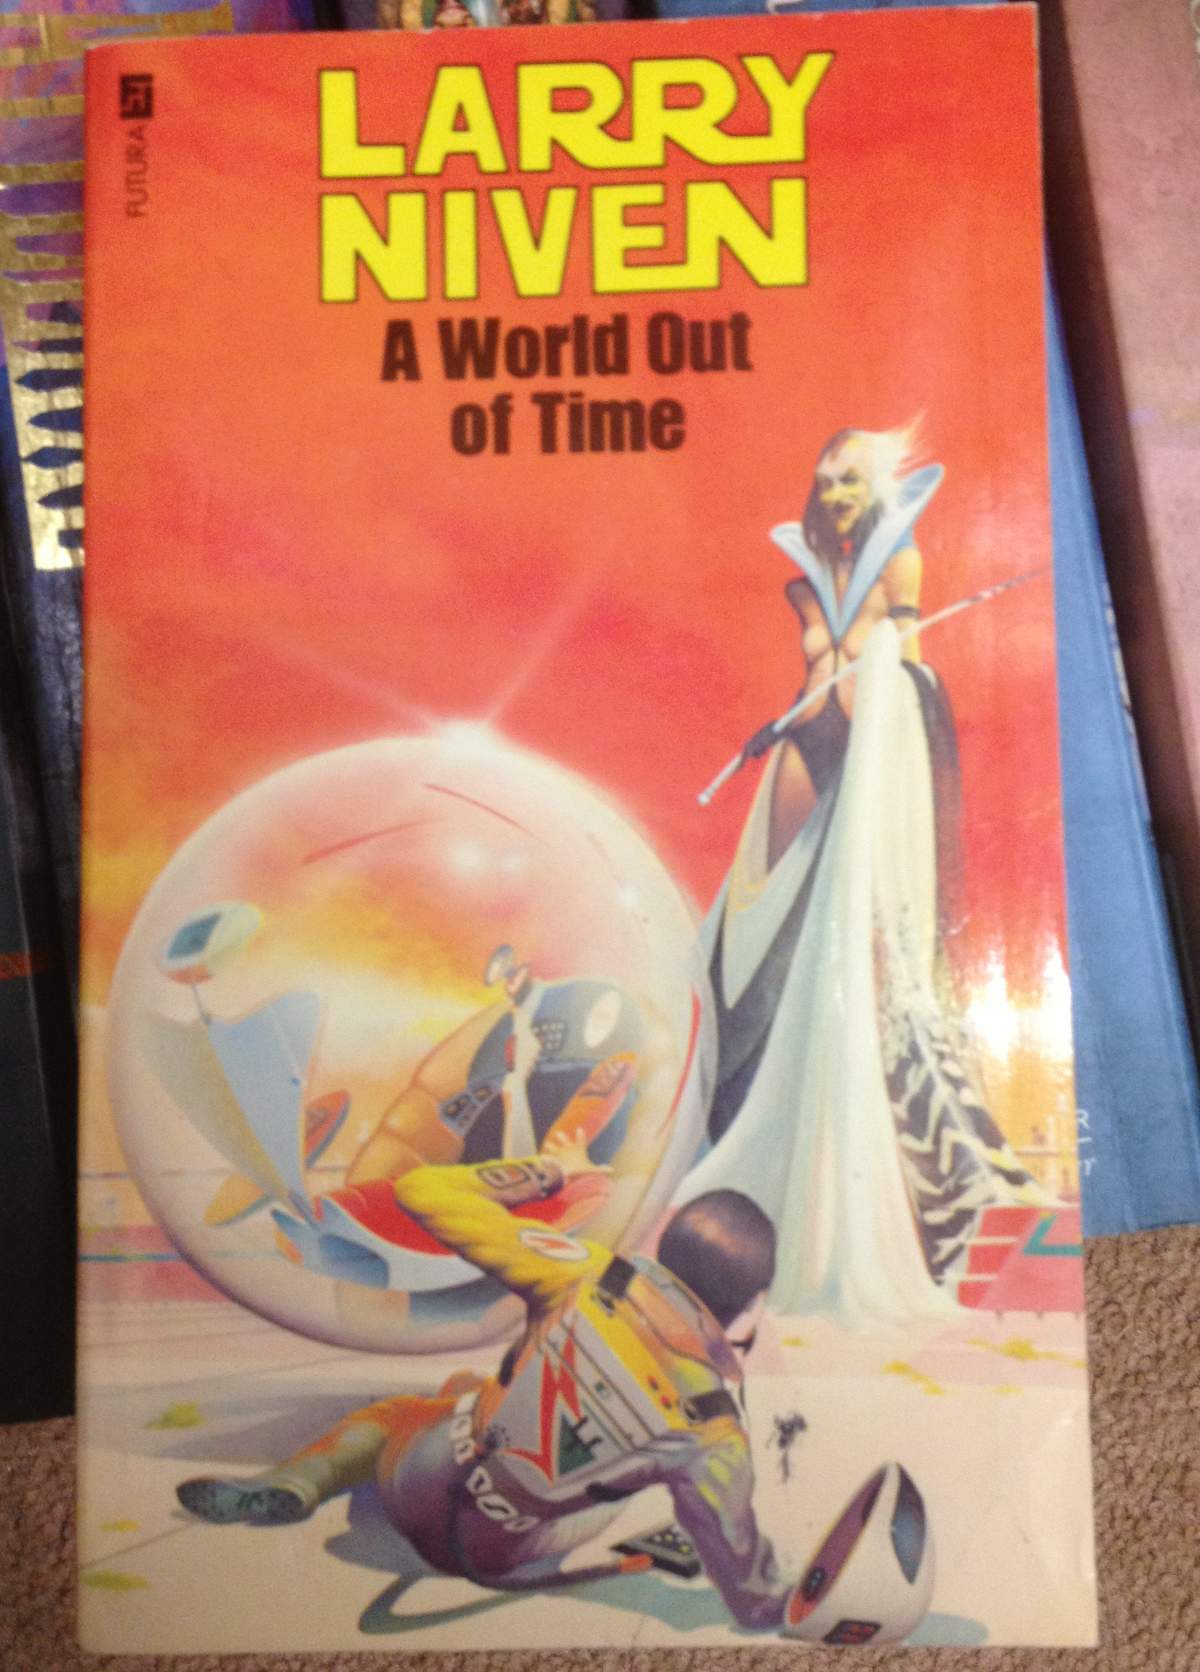 FUTURA
LARRY
NIVEN
A World Out
of Time